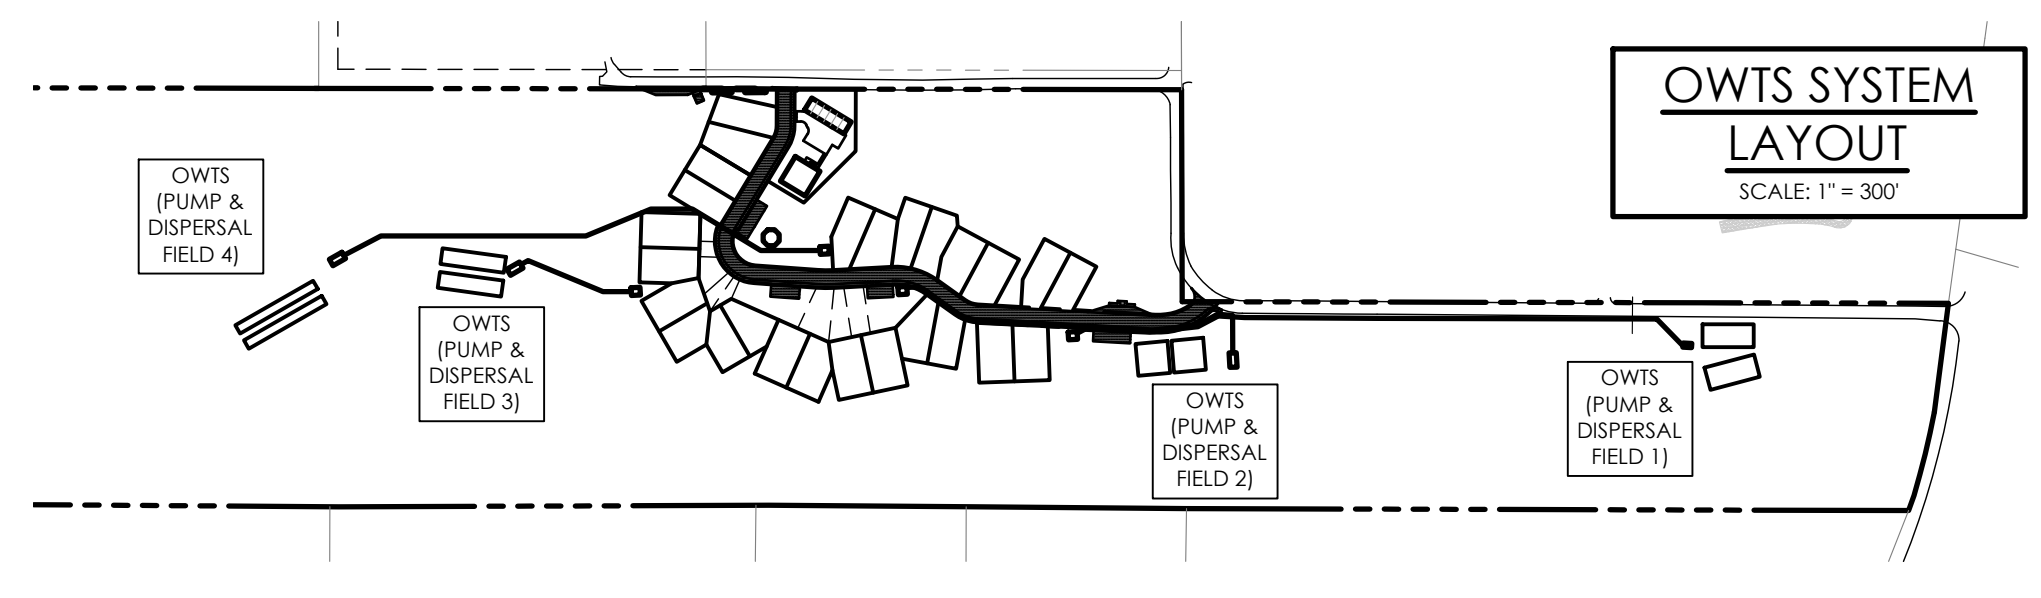 OWTS SYSTEM
LAYOUT
SCALE: 1" = 300'
OWTS
(PUMP &
DISPERSAL
FIELD 4)
OWTS
(PUMP &
DISPERSAL
FIELD 3)
OWTS
(PUMP &
DISPERSAL
FIELD 2)
OWTS
(PUMP &
DISPERSAL
FIELD 1)